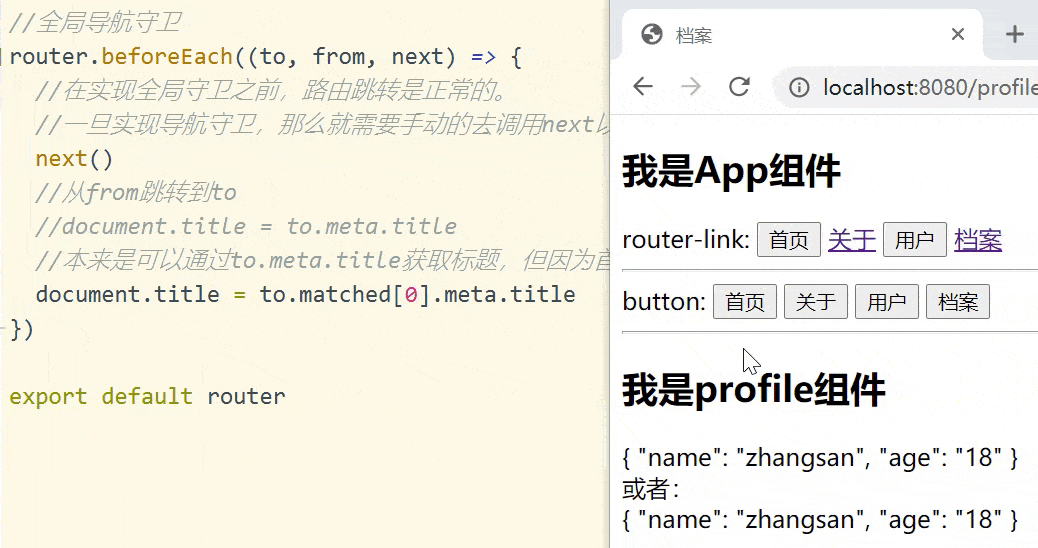 //全局导航守卫
router.beforeEach((to, from, next) => {
//在实现全局守卫之前，路由跳转是正常的。
//一旦实现导航守卫，那么就需要手动的去调用next以
next()
//从from跳转到to
//document.title = to.meta.title
//本来是可以通过to.meta.title获取标题，但因为首
document.title = to.matched[0].meta.title
})
export default router
档案
localhost:8080/profile
我是App组件
router-link: 首页 关于 用户 档案
button: 首页 关于 用户 档案
我是profile组件
{ "name": "zhangsan", "age": "18" }
或者：
{ "name": "zhangsan", "age": "18" }